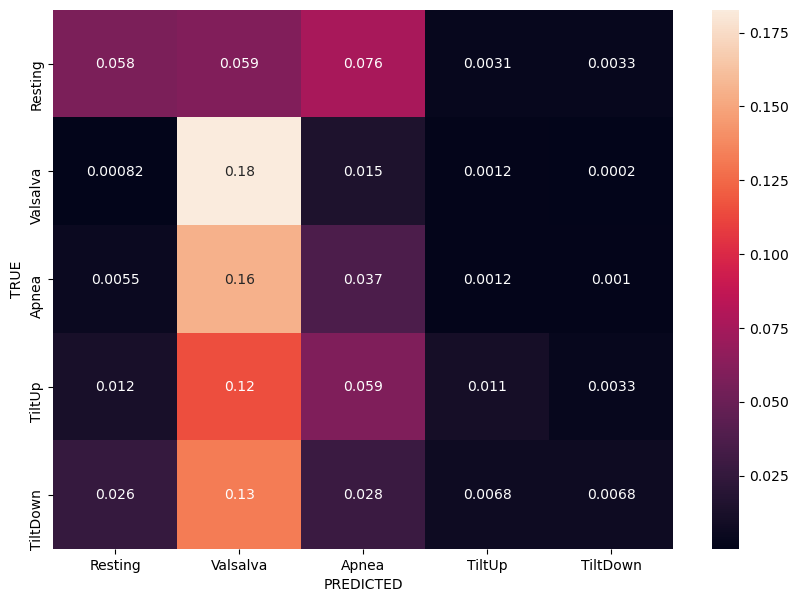 Resting 0.058 0.059 0.076 0.0031 0.0033
Valsalva 0.00082 0.18 0.015 0.0012 0.0002
Apnea 0.0055 0.16 0.037 0.0012 0.001
TiltUp 0.012 0.12 0.059 0.011 0.0033
TiltDown 0.026 0.13 0.028 0.0068 0.0068
TRUE
Resting Valsalva Apnea TiltUp TiltDown
PREDICTED
0.175
0.150
0.125
0.100
0.075
0.050
0.025